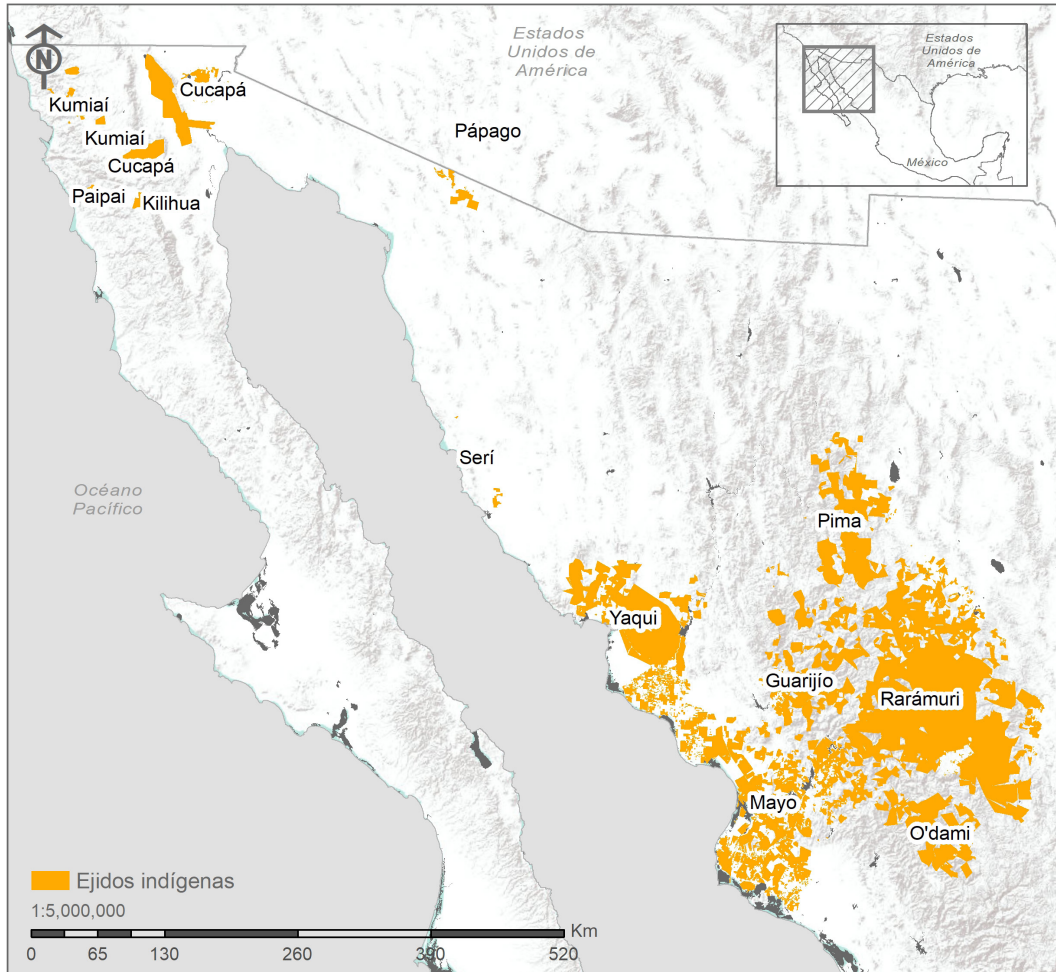 N
Estados
Unidos de
América
Estados
Unidos de
América
México
Cucapá
Kumiaí
Pápago
Kumiaí
Cucapá
Paipai
Kilihua
Serí
Océano
Pacífico
Pima
Yaqui
Guarijío
Rarámuri
Mayo
O'dami
Ejidos indígenas
1:5,000,000
Km
0 65 130 260 390 520